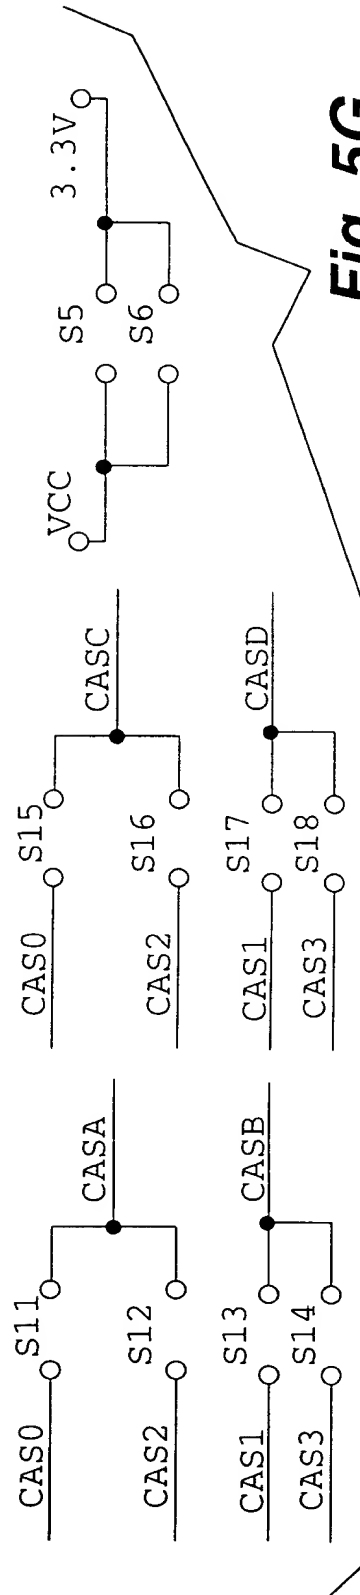 CAS0 S11 CAS0 S15
CASA CASC VCC S5 3.3V
CAS2 S12 CAS2 S16 S6
CAS1 S13 CASB CAS1 S17 CASD
CAS3 S14 CAS3 S18
Fig. 5G